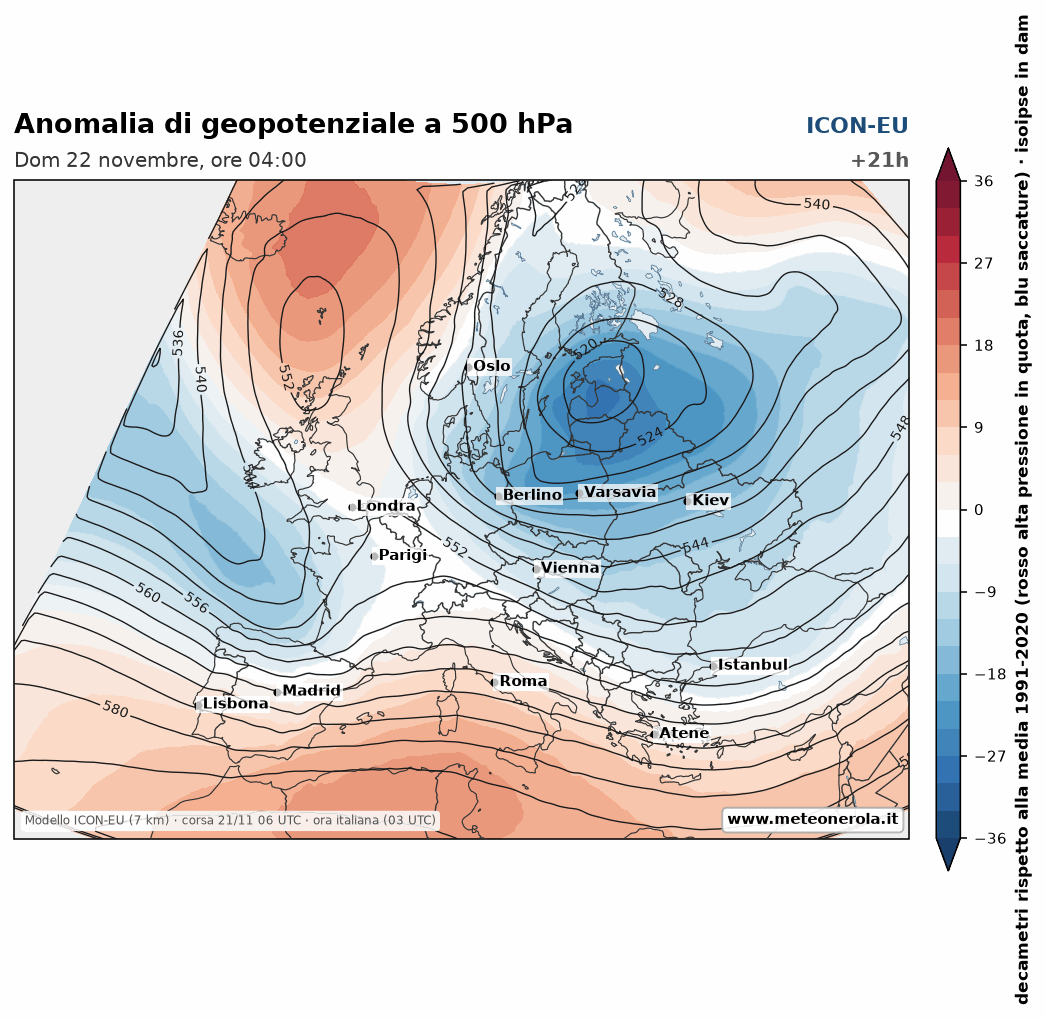 Anomalia di geopotenziale a 500 hPa
ICON-EU
Dom 22 novembre, ore 04:00
+21h
540
528
536
520
Oslo
540
552
524
548
Berlino
Varsavia
Kiev
Londra
552
544
Parigi
Vienna
560
556
Istanbul
Roma
Madrid
Lisbona
580
Atene
Modello ICON-EU (7 km) · corsa 21/11 06 UTC · ora italiana (03 UTC)
www.meteonerola.it
36
27
18
9
0
−9
−18
−27
−36
decametri rispetto alla media 1991-2020 (rosso alta pressione in quota, blu saccature) · isoipse in dam